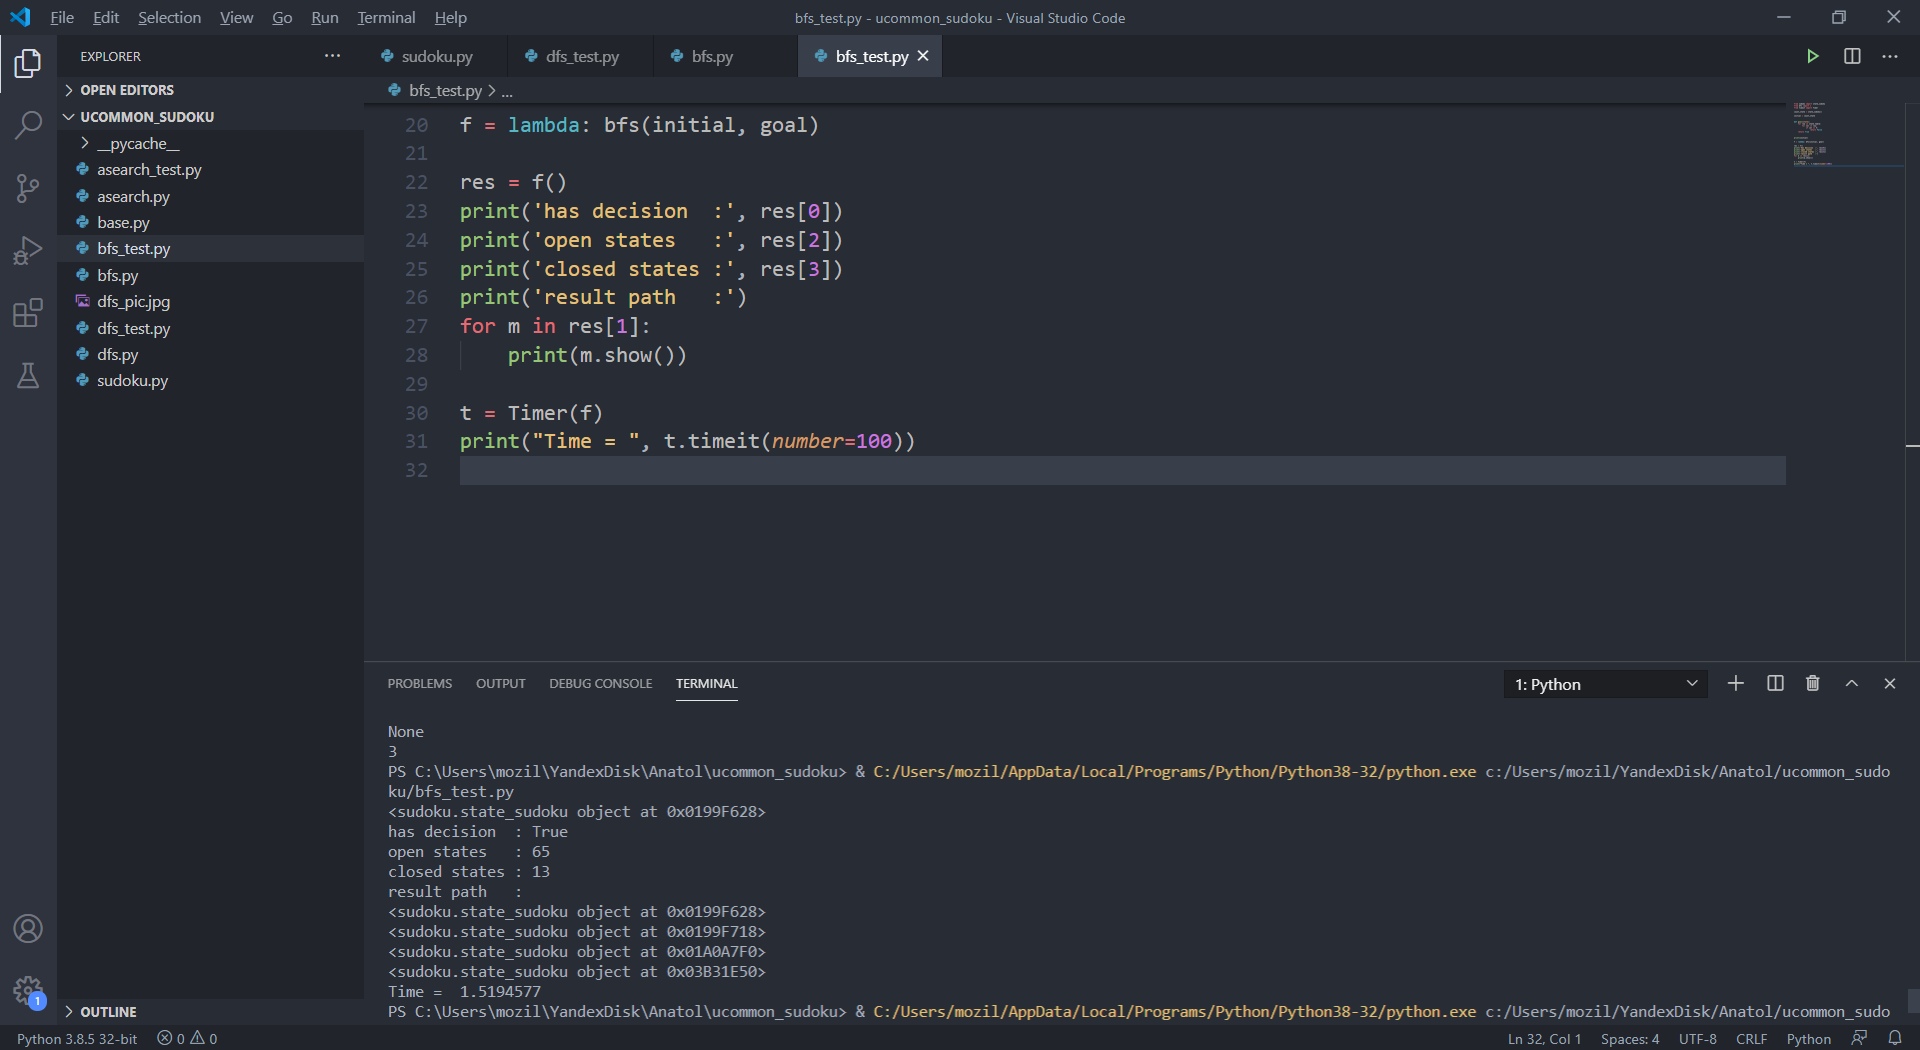 File Edit Selection View Go Run Terminal Help
bfs_test.py - ucommon_sudoku - Visual Studio Code
EXPLORER
sudoku.py
dfs_test.py
bfs.py
bfs_test.py
OPEN EDITORS
UCOMMON_SUDOKU
__pycache__
asearch_test.py
asearch.py
base.py
bfs_test.py
bfs.py
dfs_pic.jpg
dfs_test.py
dfs.py
sudoku.py
OUTLINE
bfs_test.py > ...
20 f = lambda: bfs(initial, goal)
21
22 res = f()
23 print('has decision  :', res[0])
24 print('open states   :', res[2])
25 print('closed states :', res[3])
26 print('result path   :')
27 for m in res[1]:
28     print(m.show())
29
30 t = Timer(f)
31 print("Time = ", t.timeit(number=100))
32
PROBLEMS OUTPUT DEBUG CONSOLE TERMINAL
1: Python
None
3
PS C:\Users\mozil\YandexDisk\Anatol\ucommon_sudoku> & C:/Users/mozil/AppData/Local/Programs/Python/Python38-32/python.exe c:/Users/mozil/YandexDisk/Anatol/ucommon_sudo
ku/bfs_test.py
<sudoku.state_sudoku object at 0x0199F628>
has decision  : True
open states   : 65
closed states : 13
result path   :
<sudoku.state_sudoku object at 0x0199F628>
<sudoku.state_sudoku object at 0x0199F718>
<sudoku.state_sudoku object at 0x01A0A7F0>
<sudoku.state_sudoku object at 0x03B31E50>
Time =  1.5194577
PS C:\Users\mozil\YandexDisk\Anatol\ucommon_sudoku> & C:/Users/mozil/AppData/Local/Programs/Python/Python38-32/python.exe c:/Users/mozil/YandexDisk/Anatol/ucommon_sudo
1
Python 3.8.5 32-bit 0 0
Ln 32, Col 1 Spaces: 4 UTF-8 CRLF Python